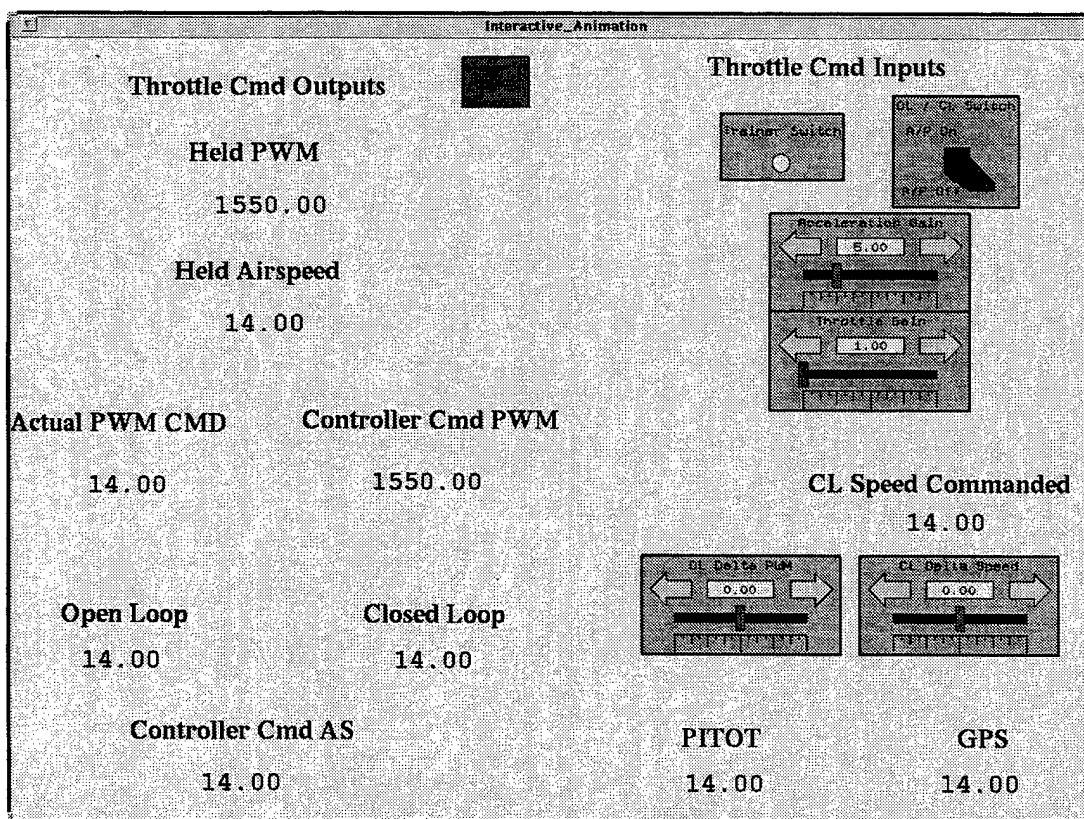 Interactive_Animation
Throttle Cmd Outputs
Held PWM
1550.00
Held Airspeed
14.00
Actual PWM CMD
14.00
Controller Cmd PWM
1550.00
Open Loop
14.00
Closed Loop
14.00
Controller Cmd AS
14.00
Throttle Cmd Inputs
Trainer Switch
OL / CL Switch
A/P On
A/P Off
Acceleration Gain
5.00
Throttle Gain
1.00
CL Speed Commanded
14.00
OL Delta PWM
0.00
CL Delta Speed
0.00
PITOT
14.00
GPS
14.00